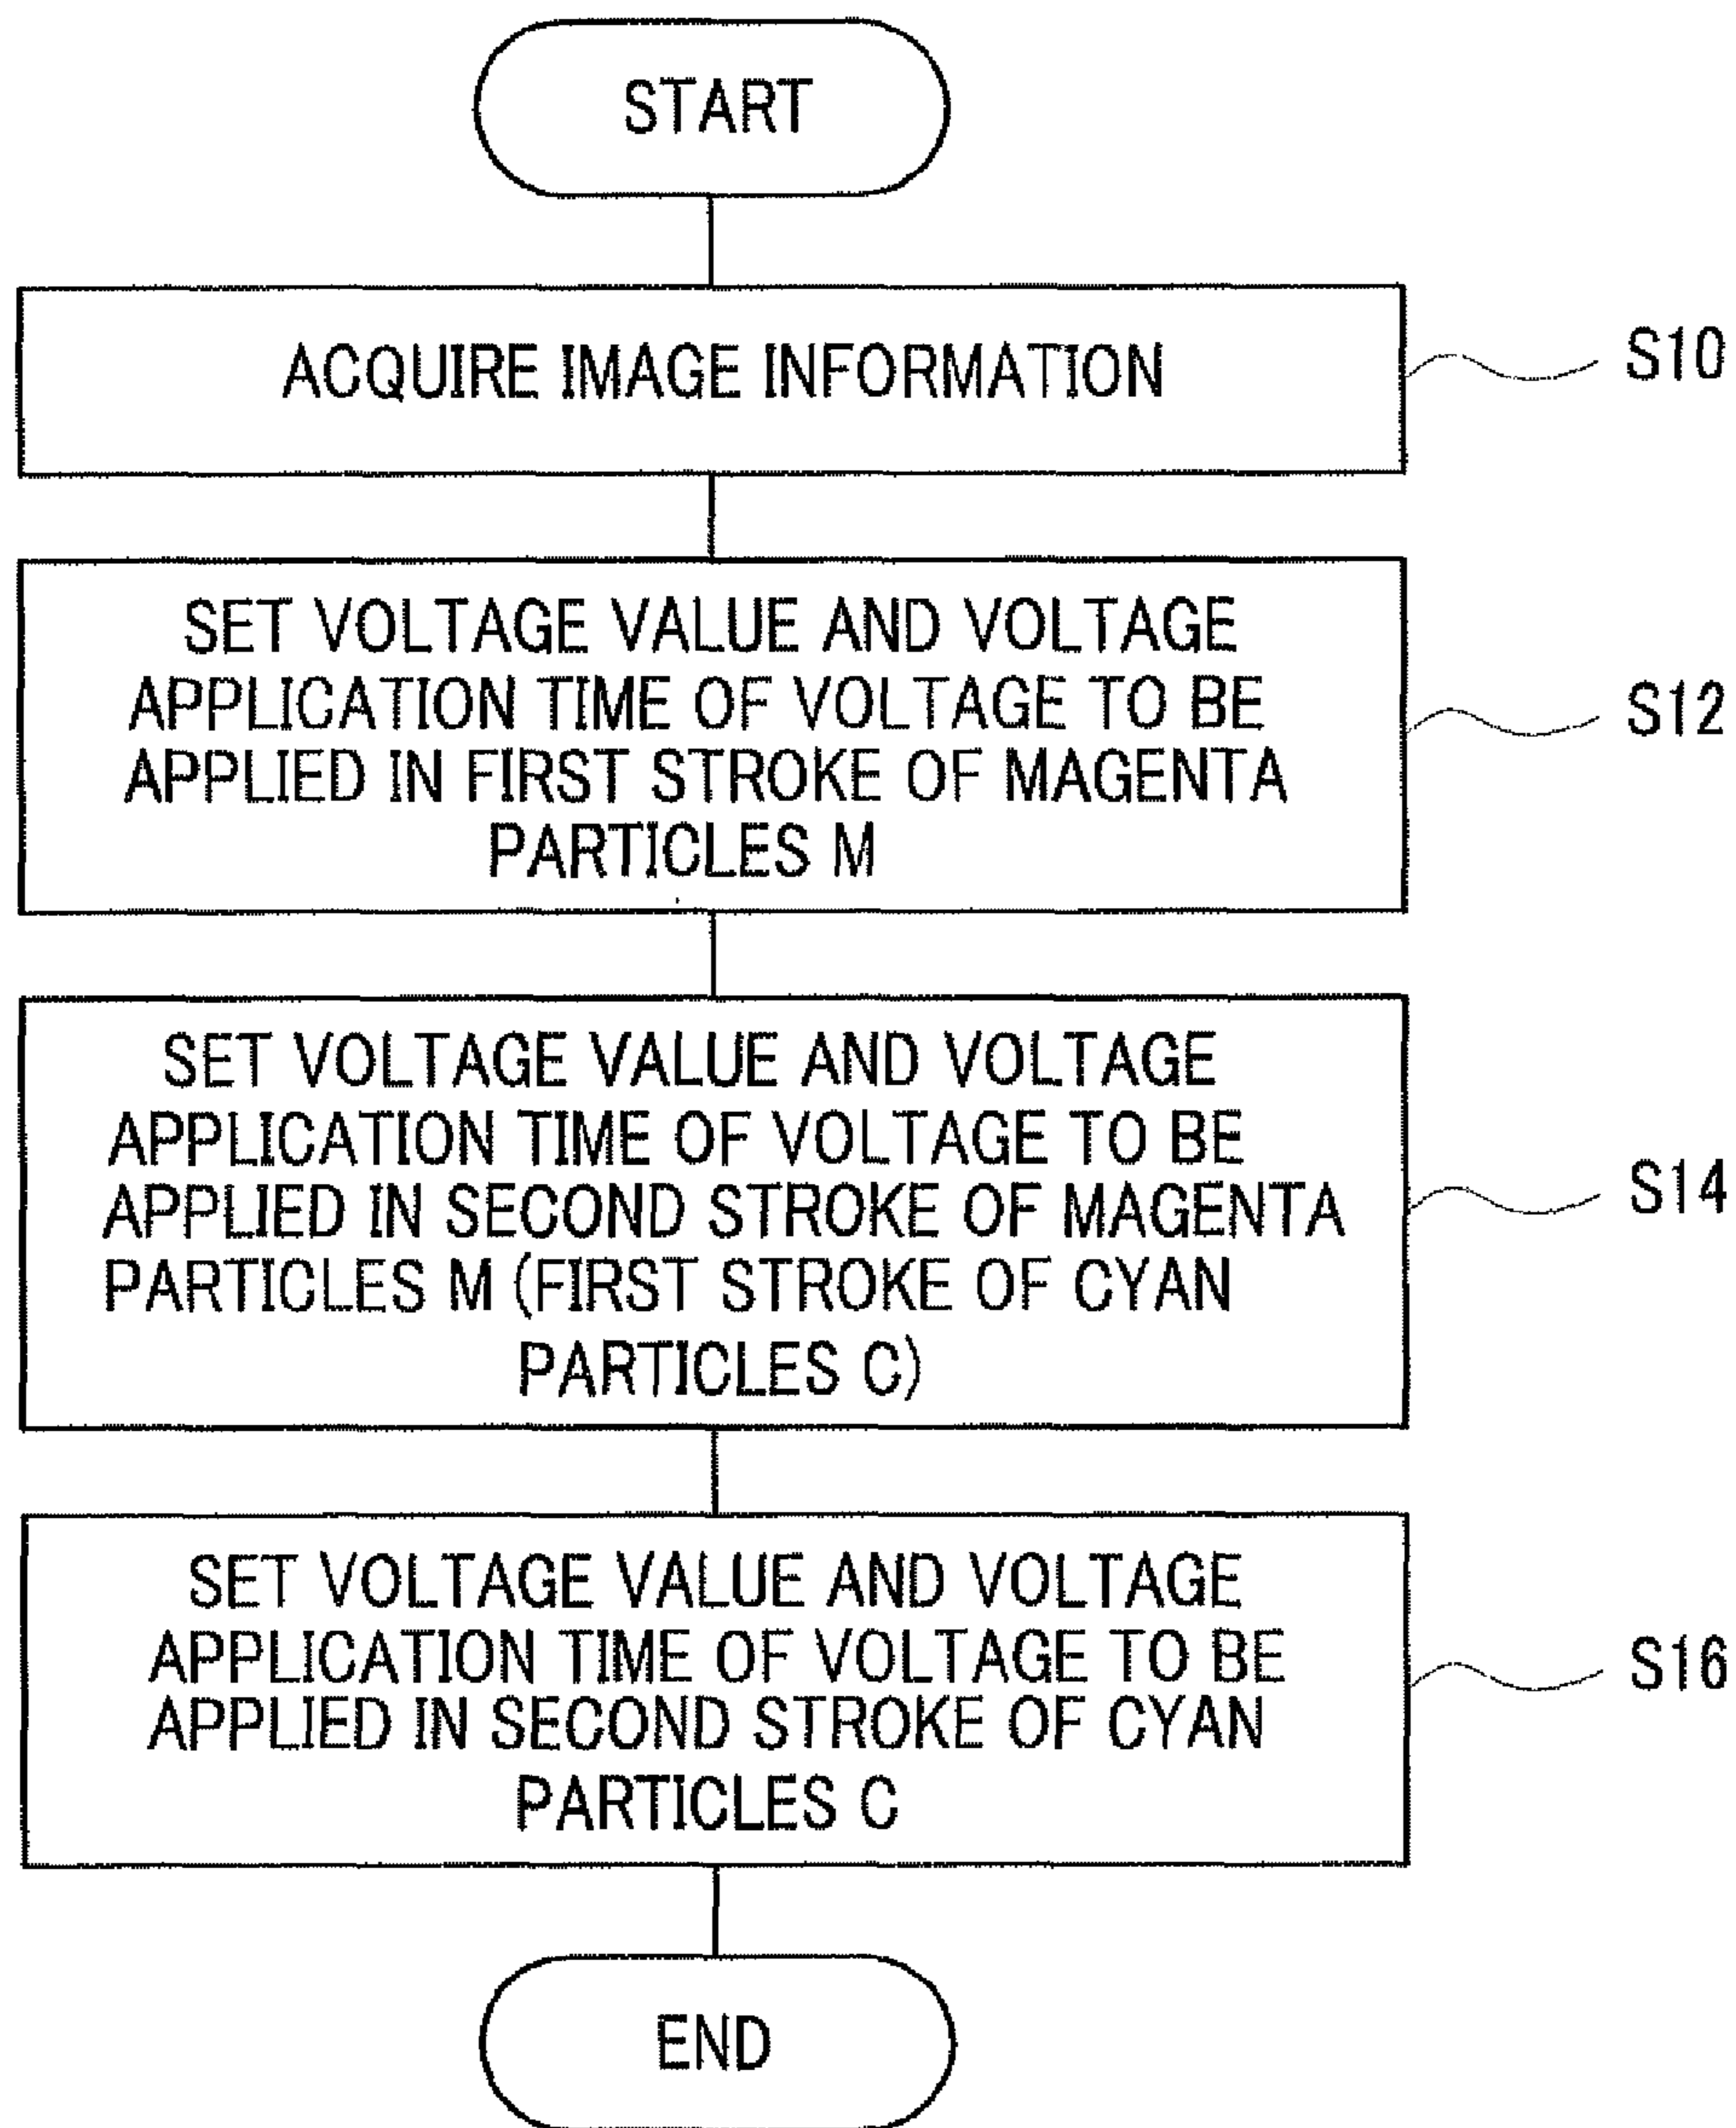 START
ACQUIRE IMAGE INFORMATION
S10
SET VOLTAGE VALUE AND VOLTAGE
APPLICATION TIME OF VOLTAGE TO BE
APPLIED IN FIRST STROKE OF MAGENTA
PARTICLES M
S12
SET VOLTAGE VALUE AND VOLTAGE
APPLICATION TIME OF VOLTAGE TO BE
APPLIED IN SECOND STROKE OF MAGENTA
PARTICLES M (FIRST STROKE OF CYAN
PARTICLES C)
S14
SET VOLTAGE VALUE AND VOLTAGE
APPLICATION TIME OF VOLTAGE TO BE
APPLIED IN SECOND STROKE OF CYAN
PARTICLES C
S16
END